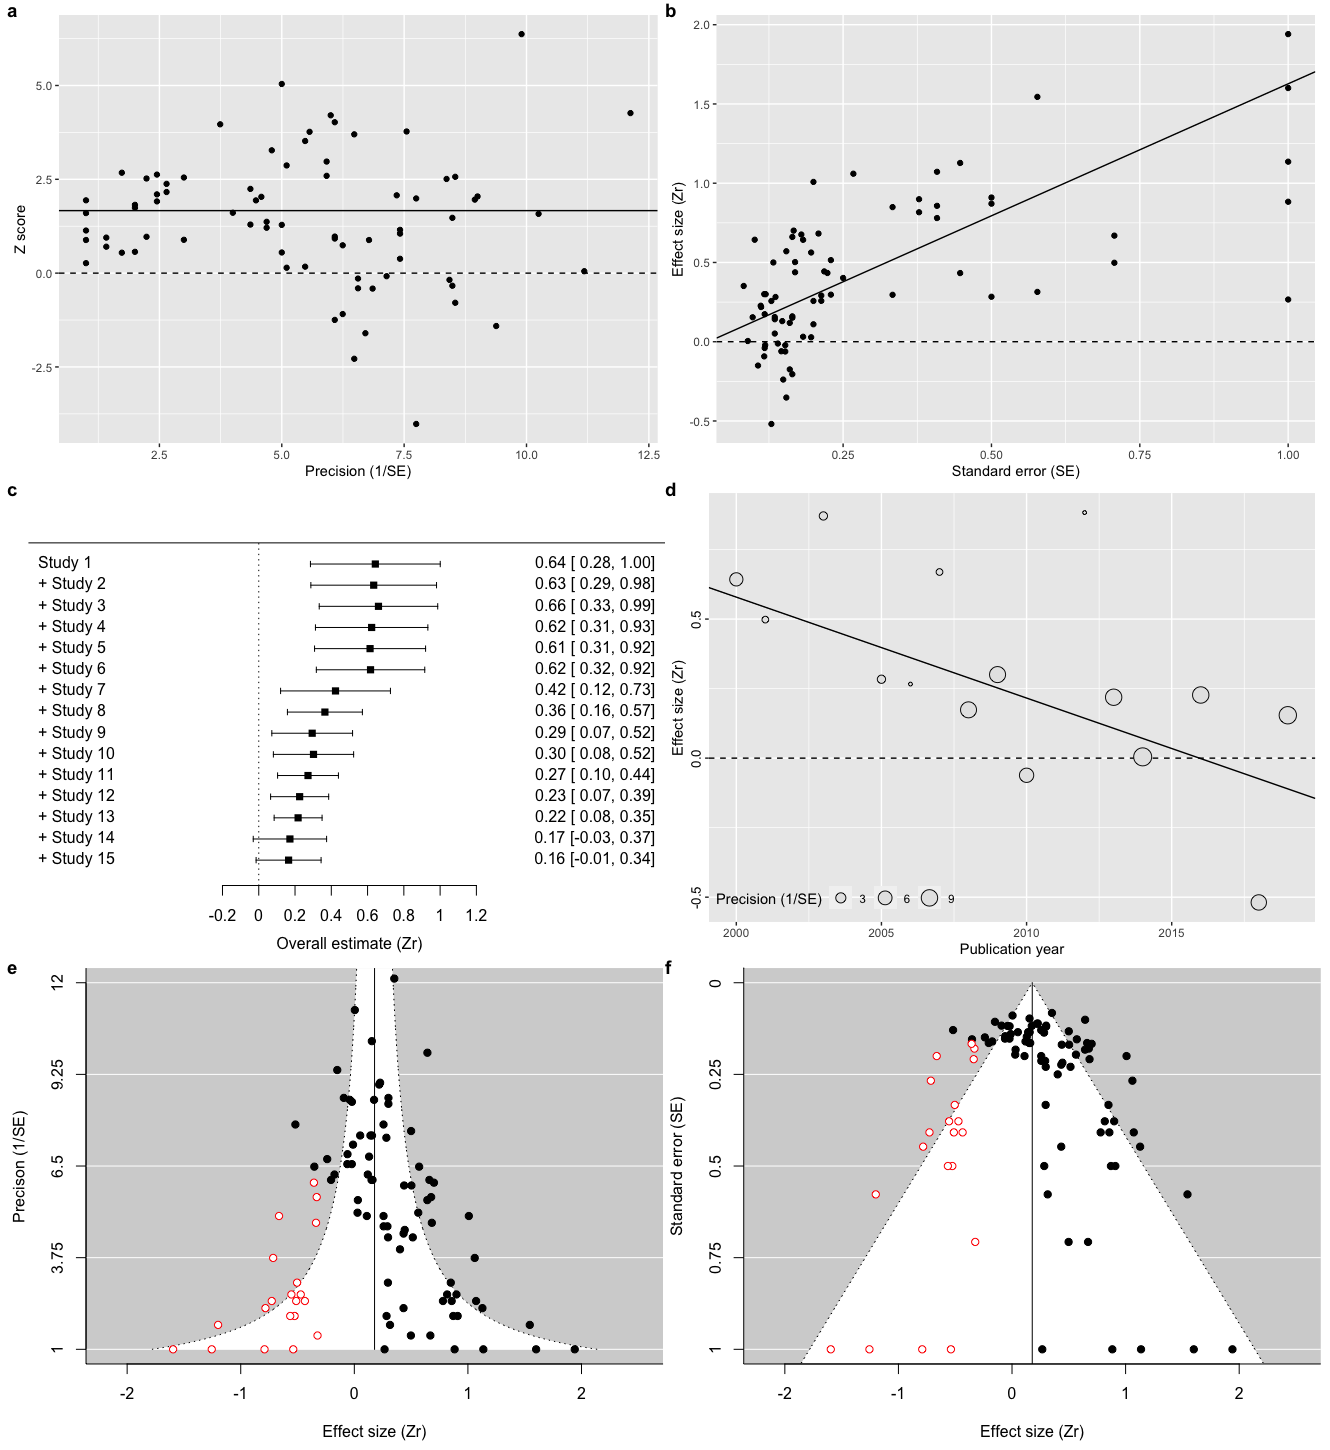 a
5.0
2.5
0.0
-2.5
Z score
2.5
5.0
7.5
10.0
12.5
Precision (1/SE)
b
2.0
1.5
1.0
0.5
0.0
-0.5
Effect size (Zr)
0.25
0.50
0.75
1.00
Standard error (SE)
c
Study 1 0.64 [ 0.28, 1.00]
+ Study 2 0.63 [ 0.29, 0.98]
+ Study 3 0.66 [ 0.33, 0.99]
+ Study 4 0.62 [ 0.31, 0.93]
+ Study 5 0.61 [ 0.31, 0.92]
+ Study 6 0.62 [ 0.32, 0.92]
+ Study 7 0.42 [ 0.12, 0.73]
+ Study 8 0.36 [ 0.16, 0.57]
+ Study 9 0.29 [ 0.07, 0.52]
+ Study 10 0.30 [ 0.08, 0.52]
+ Study 11 0.27 [ 0.10, 0.44]
+ Study 12 0.23 [ 0.07, 0.39]
+ Study 13 0.22 [ 0.08, 0.35]
+ Study 14 0.17 [-0.03, 0.37]
+ Study 15 0.16 [-0.01, 0.34]
-0.2 0 0.2 0.4 0.6 0.8 1 1.2
Overall estimate (Zr)
d
0.5
0.0
-0.5
Effect size (Zr)
Precision (1/SE) 3 6 9
2000 2005 2010 2015
Publication year
e
12
9.25
6.5
3.75
1
Precison (1/SE)
-2 -1 0 1 2
Effect size (Zr)
f
0
0.25
0.5
0.75
1
Standard error (SE)
-2 -1 0 1 2
Effect size (Zr)